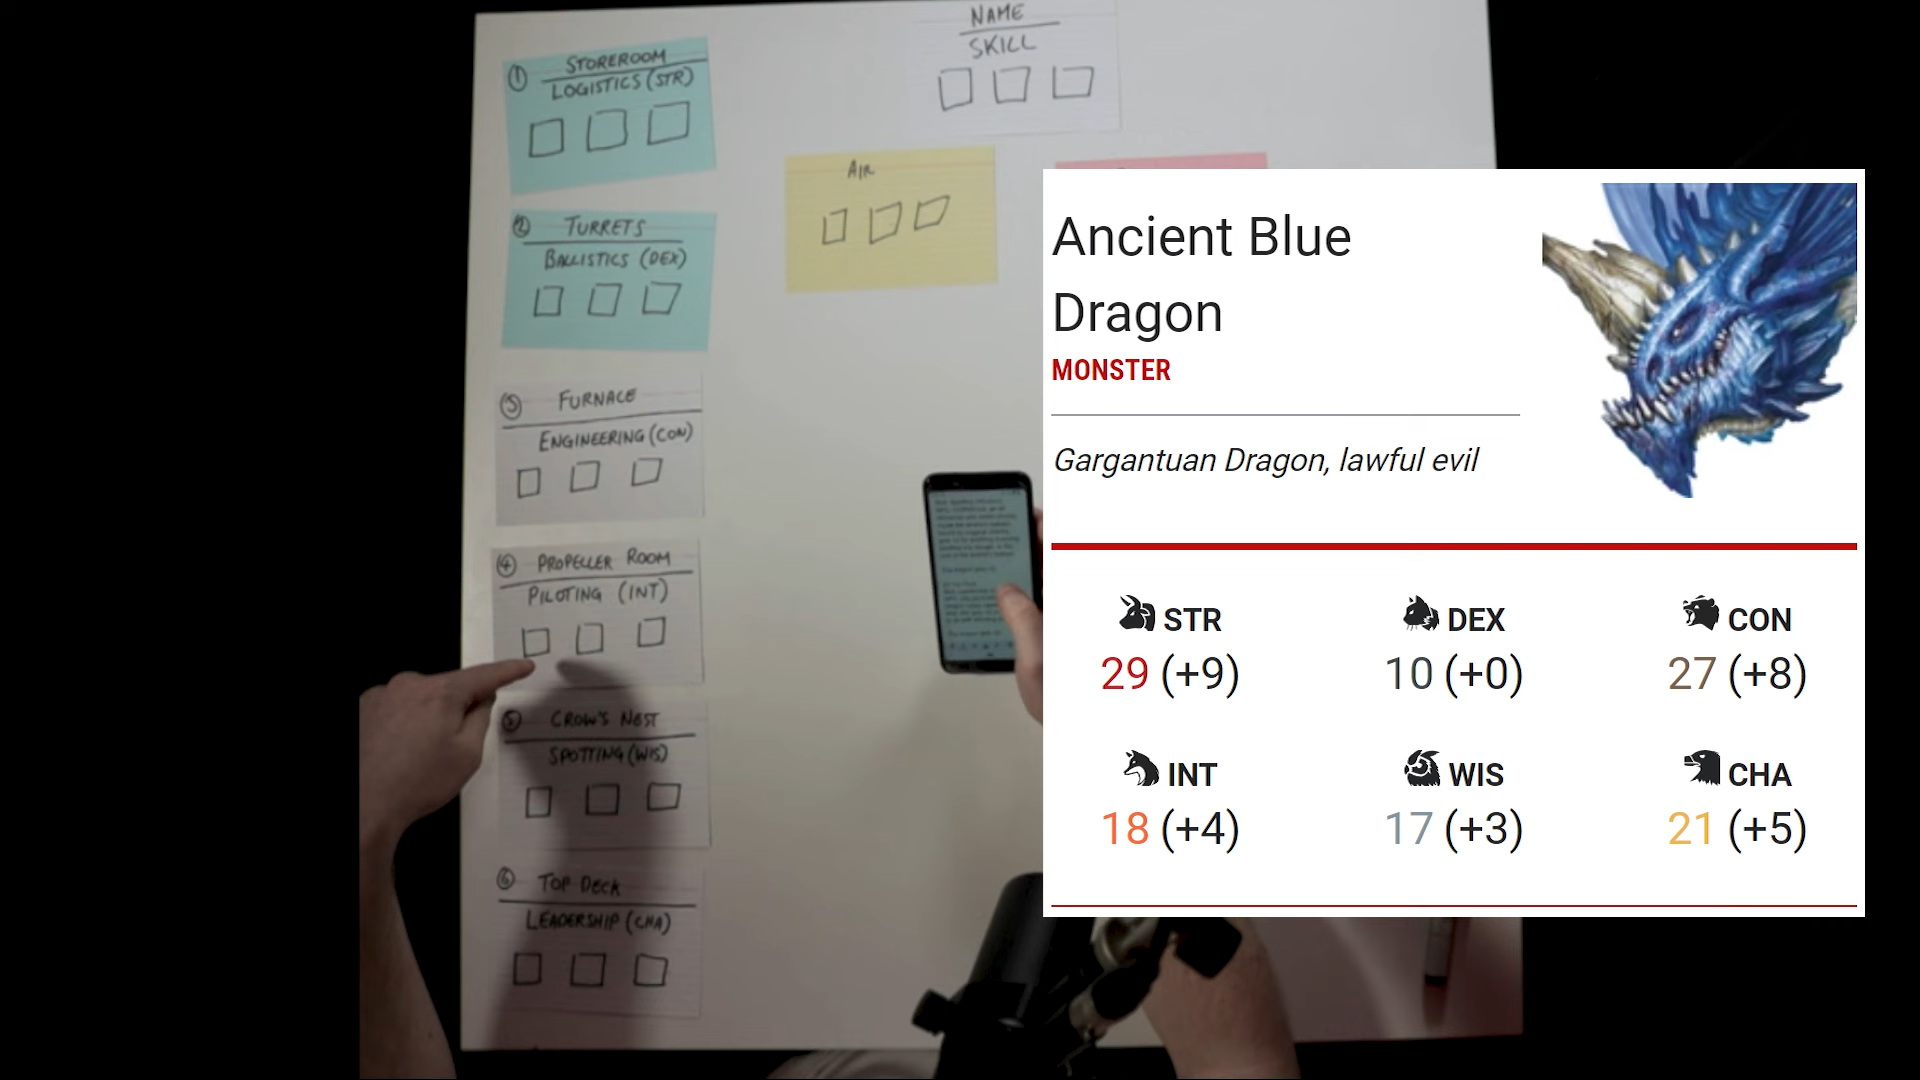 NAME
SKILL
① STOREROOM
LOGISTICS (STR)
AIR
② TURRETS
BALLISTICS (DEX)
③ FURNACE
ENGINEERING (CON)
④ PROPELLER ROOM
PILOTING (INT)
⑤ CROW'S NEST
SPOTTING (WIS)
⑥ TOP DECK
LEADERSHIP (CHA)
Ancient Blue
Dragon
MONSTER
Gargantuan Dragon, lawful evil
STR DEX CON
29 (+9) 10 (+0) 27 (+8)
INT WIS CHA
18 (+4) 17 (+3) 21 (+5)